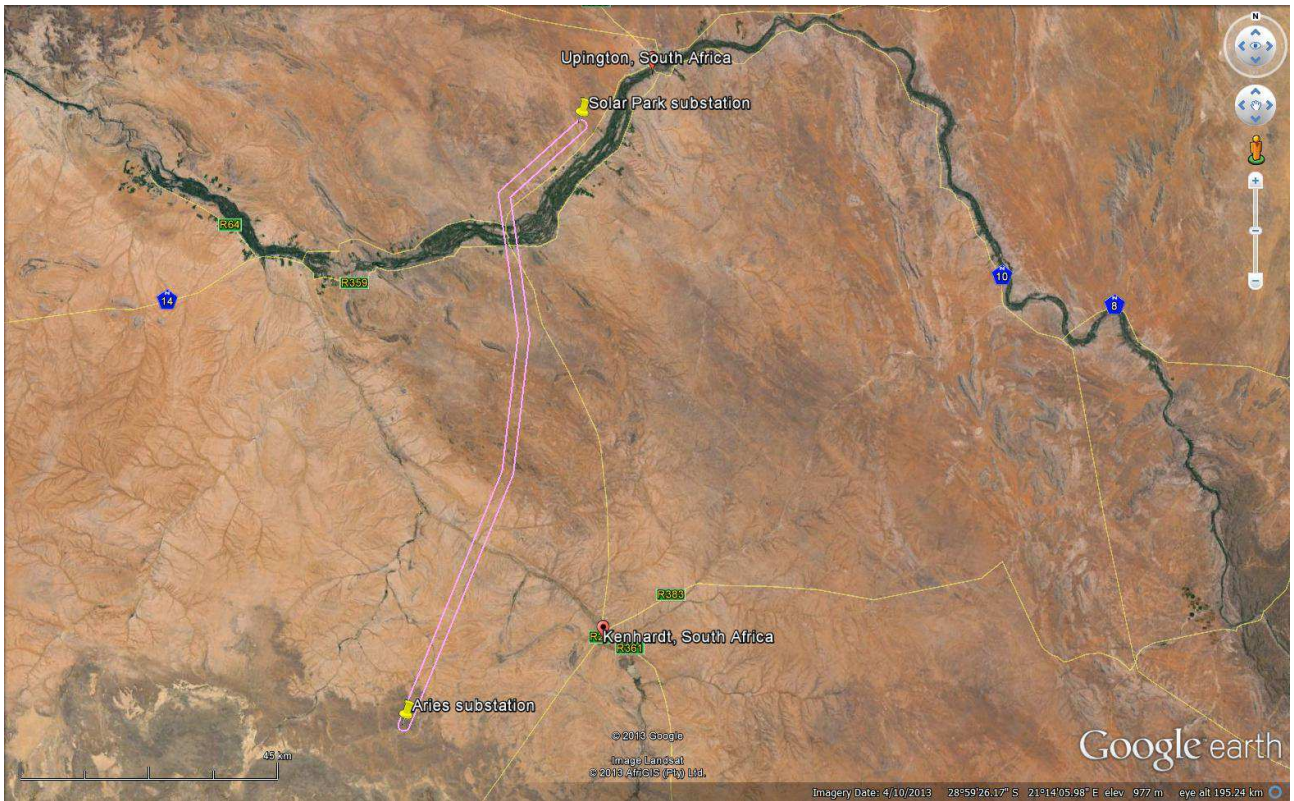 N
Upington, South Africa
Solar Park substation
R64
R359
14
10
8
R383
Kenhardt, South Africa
R361
Aries substation
45 km
© 2013 Google
Image Landsat
© 2013 AfriGIS (Pty) Ltd.
Google earth
Imagery Date: 4/10/2013 28°59'26.17" S 21°14'05.98" E elev 977 m eye alt 195.24 km